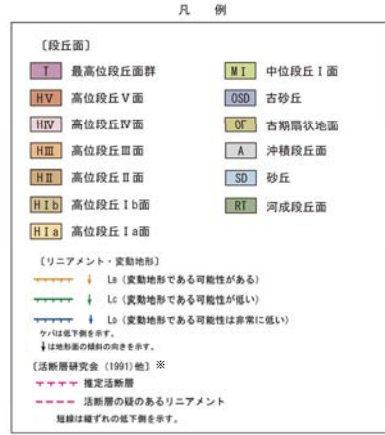 凡 例
〔段丘面〕
T 最高位段丘面群
HⅤ 高位段丘Ⅴ面
HⅣ 高位段丘Ⅳ面
HⅢ 高位段丘Ⅲ面
HⅡ 高位段丘Ⅱ面
HⅠb 高位段丘Ⅰb面
HⅠa 高位段丘Ⅰa面
MⅠ 中位段丘Ⅰ面
OSD 古砂丘
Of 古期扇状地面
A 沖積段丘面
SD 砂丘
RT 河成段丘面
〔リニアメント・変動地形〕
LB（変動地形である可能性がある）
LC（変動地形である可能性が低い）
LD（変動地形である可能性は非常に低い）
ケバは低下側を示す。
↓は地形面の傾斜の向きを示す。
〔活断層研究会（1991）他〕※
推定活断層
活断層の疑のあるリニアメント
短線は縦ずれの低下側を示す。